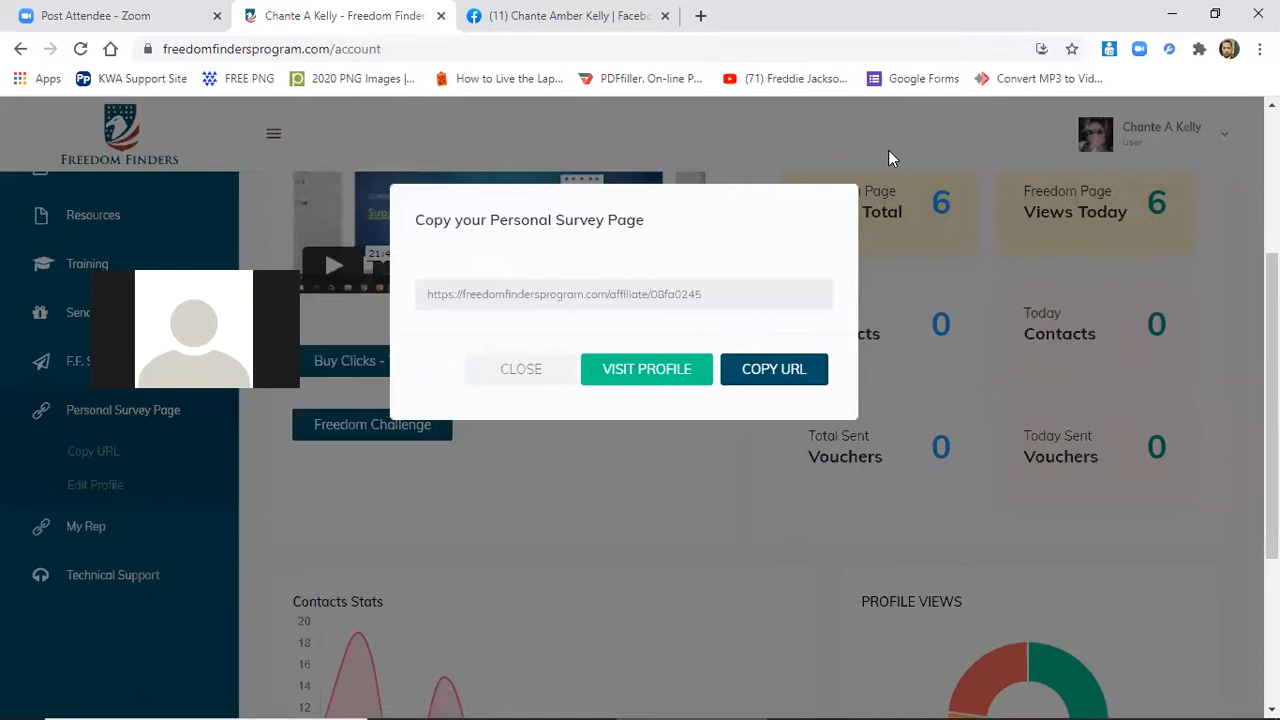 Post Attendee - Zoom
Chante A Kelly - Freedom Finders
(11) Chante Amber Kelly | Facebo
freedomfindersprogram.com/account
Apps
KWA Support Site
FREE PNG
2020 PNG Images |...
How to Live the Lap...
PDFfiller. On-line P...
(71) Freddie Jackso...
Google Forms
Convert MP3 to Vid...
FREEDOM FINDERS
Chante A Kelly
User
Resources
Training
Send
F.F. S
Personal Survey Page
Copy URL
Edit Profile
My Rep
Technical Support
21:4
Buy Clicks -
Freedom Challenge
Copy your Personal Survey Page
https://freedomfindersprogram.com/affiliate/08fa0245
CLOSE
VISIT PROFILE
COPY URL
Page
Total
6
Freedom Page
Views Today
6
cts
0
Today
Contacts
0
Total Sent
Vouchers
0
Today Sent
Vouchers
0
Contacts Stats
20
18
16
14
12
PROFILE VIEWS